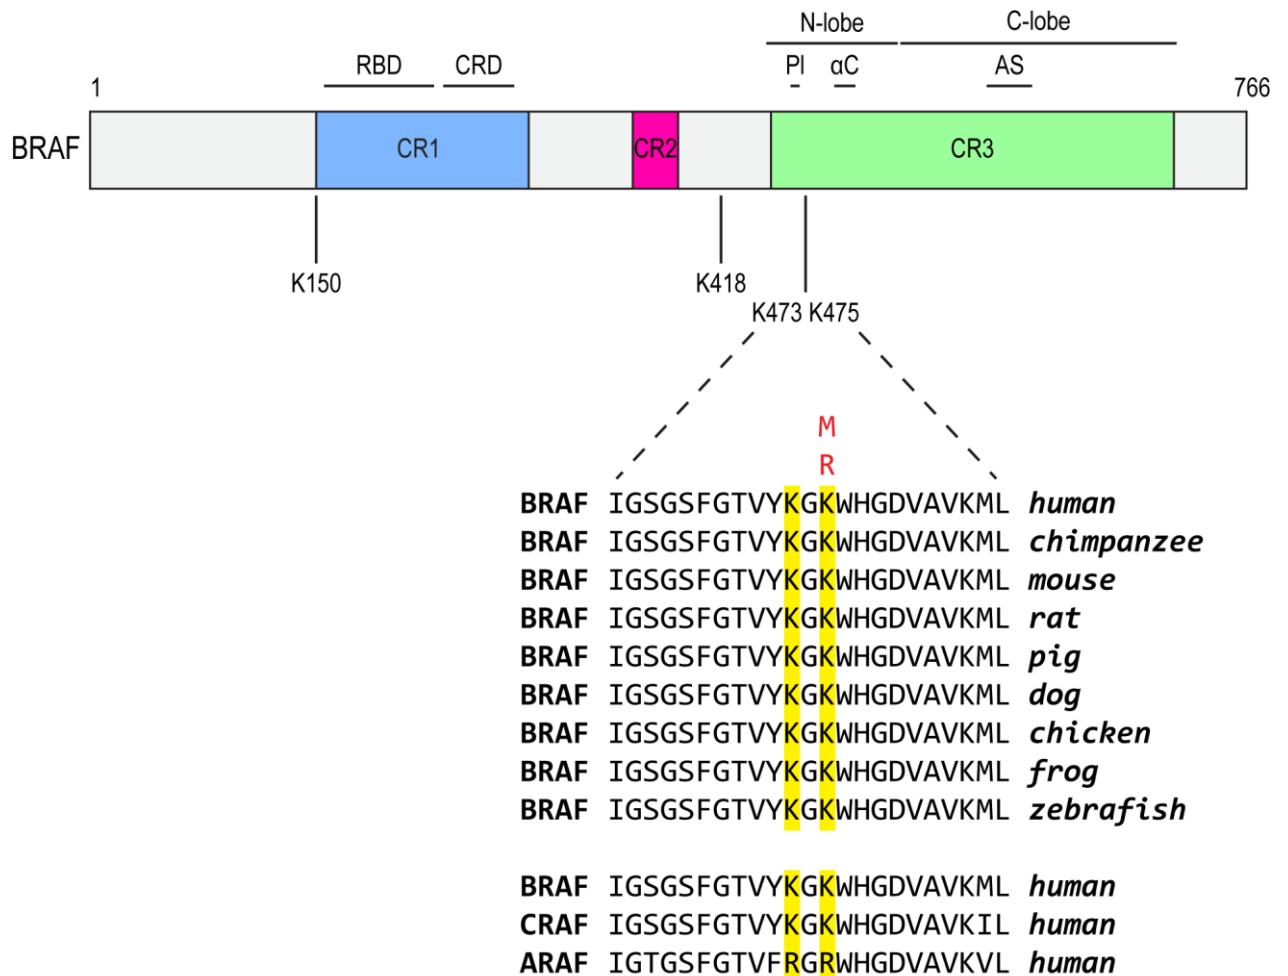 N-lobe C-lobe
RBD CRD PI αC AS
1 766
BRAF CR1 CR2 CR3
K150 K418
K473 K475
M
R
BRAF IGSGSFGTVYKGKWHGDVAVKML human
BRAF IGSGSFGTVYKGKWHGDVAVKML chimpanzee
BRAF IGSGSFGTVYKGKWHGDVAVKML mouse
BRAF IGSGSFGTVYKGKWHGDVAVKML rat
BRAF IGSGSFGTVYKGKWHGDVAVKML pig
BRAF IGSGSFGTVYKGKWHGDVAVKML dog
BRAF IGSGSFGTVYKGKWHGDVAVKML chicken
BRAF IGSGSFGTVYKGKWHGDVAVKML frog
BRAF IGSGSFGTVYKGKWHGDVAVKML zebrafish
BRAF IGSGSFGTVYKGKWHGDVAVKML human
CRAF IGSGSFGTVYKGKWHGDVAVKIL human
ARAF IGTGSFGTVFRGRWHGDVAVKVL human